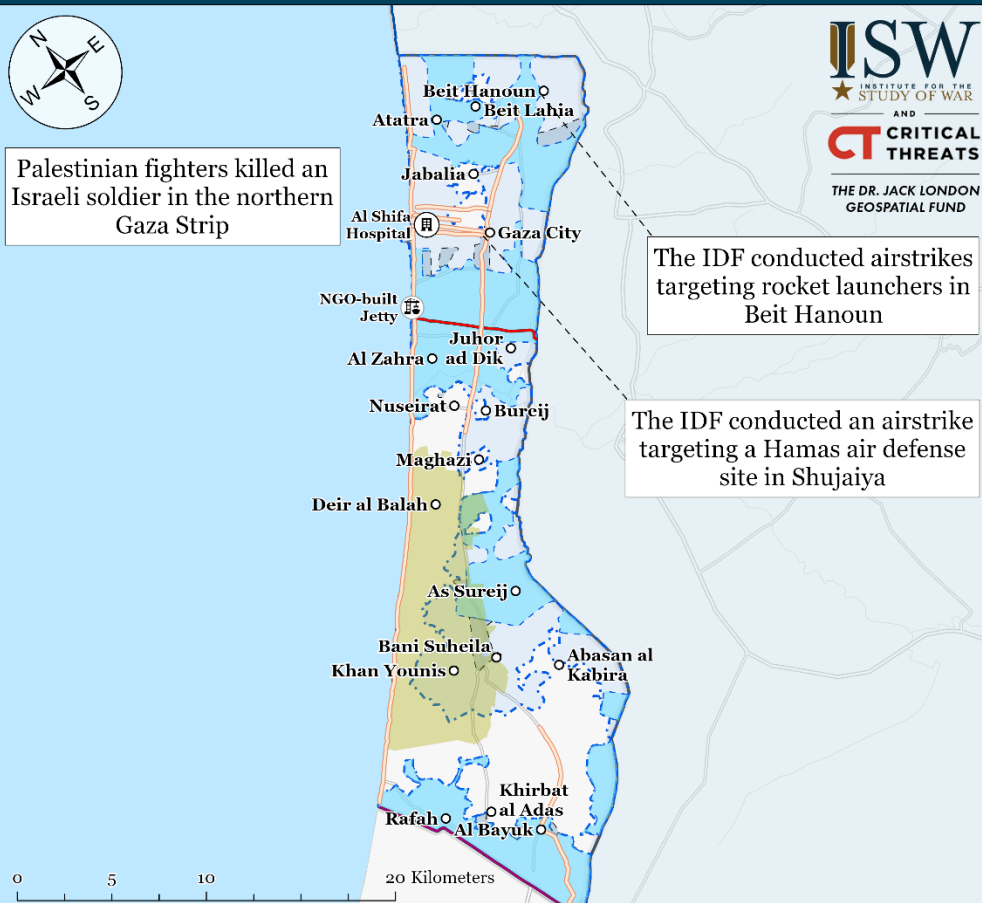 N
E
W
S
ISW
INSTITUTE FOR THE
STUDY OF WAR
AND
CT CRITICAL
THREATS
THE DR. JACK LONDON
GEOSPATIAL FUND
Palestinian fighters killed an
Israeli soldier in the northern
Gaza Strip
Beit Hanoun
Beit Lahia
Atatra
Jabalia
Al Shifa
Hospital
Gaza City
The IDF conducted airstrikes
targeting rocket launchers in
Beit Hanoun
NGO-built
Jetty
Juhor
ad Dik
Al Zahra
Nuseirat
Bureij
The IDF conducted an airstrike
targeting a Hamas air defense
site in Shujaiya
Maghazi
Deir al Balah
As Sureij
Bani Suheila
Abasan al
Kabira
Khan Younis
Khirbat
al Adas
Rafah
Al Bayuk
0 5 10 20 Kilometers